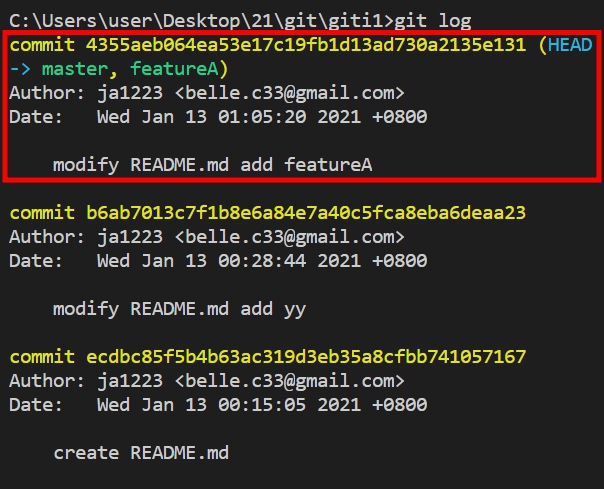 C:\Users\user\Desktop\21\git\giti1>git log
commit 4355aeb064ea53e17c19fb1d13ad730a2135e131 (HEAD
-> master, featureA)
Author: ja1223 <belle.c33@gmail.com>
Date:   Wed Jan 13 01:05:20 2021 +0800
    modify README.md add featureA
commit b6ab7013c7f1b8e6a84e7a40c5fca8eba6deaa23
Author: ja1223 <belle.c33@gmail.com>
Date:   Wed Jan 13 00:28:44 2021 +0800
    modify README.md add yy
commit ecdbc85f5b4b63ac319d3eb35a8cfbb741057167
Author: ja1223 <belle.c33@gmail.com>
Date:   Wed Jan 13 00:15:05 2021 +0800
    create README.md